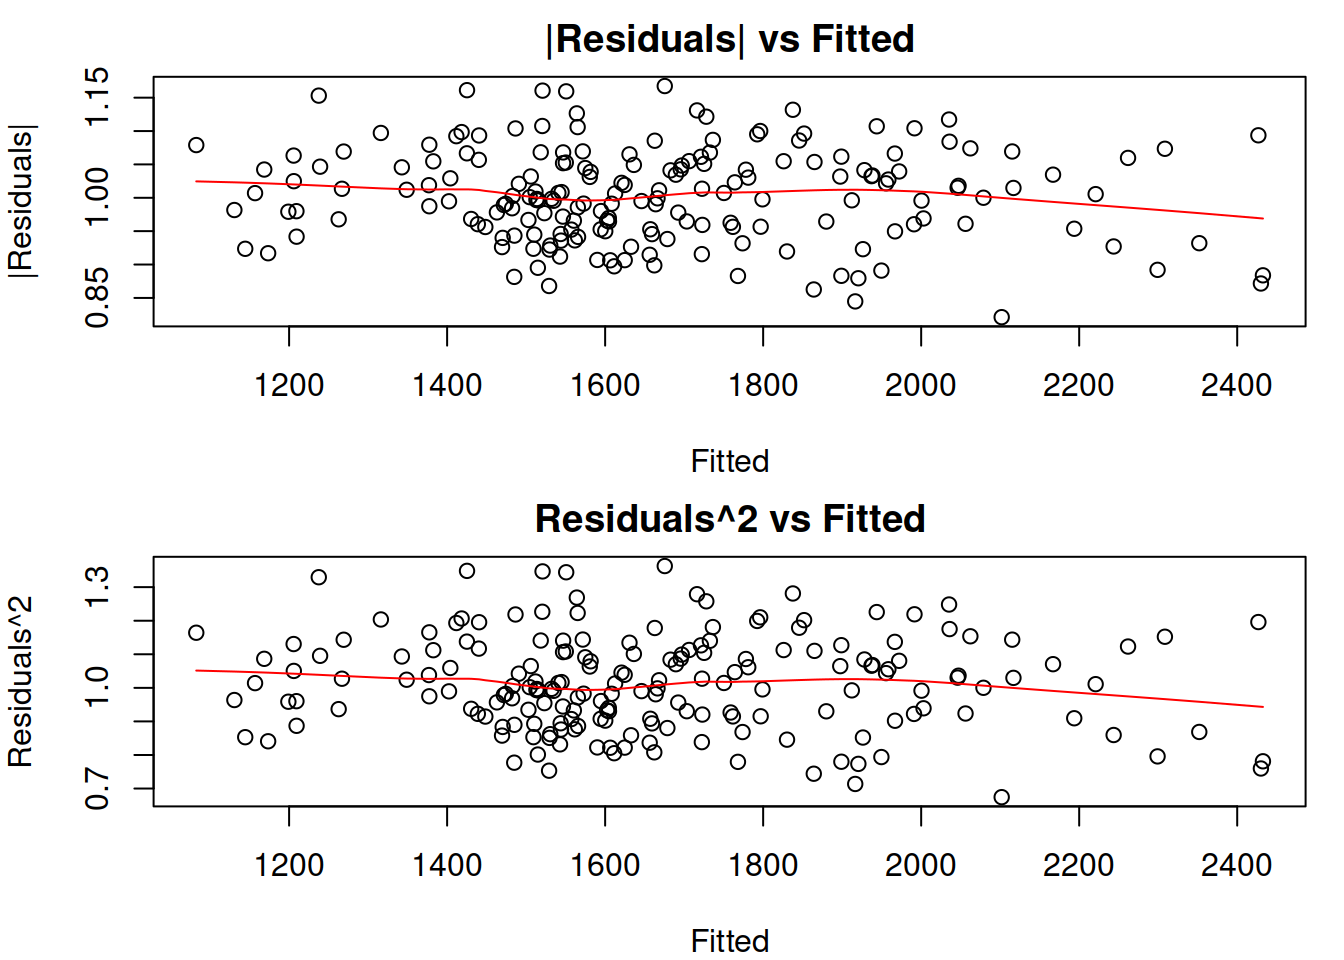 |Residuals| vs Fitted
|Residuals|
1.15
1.00
0.85
1200 1400 1600 1800 2000 2200 2400
Fitted
Residuals^2 vs Fitted
Residuals^2
1.3
1.0
0.7
1200 1400 1600 1800 2000 2200 2400
Fitted